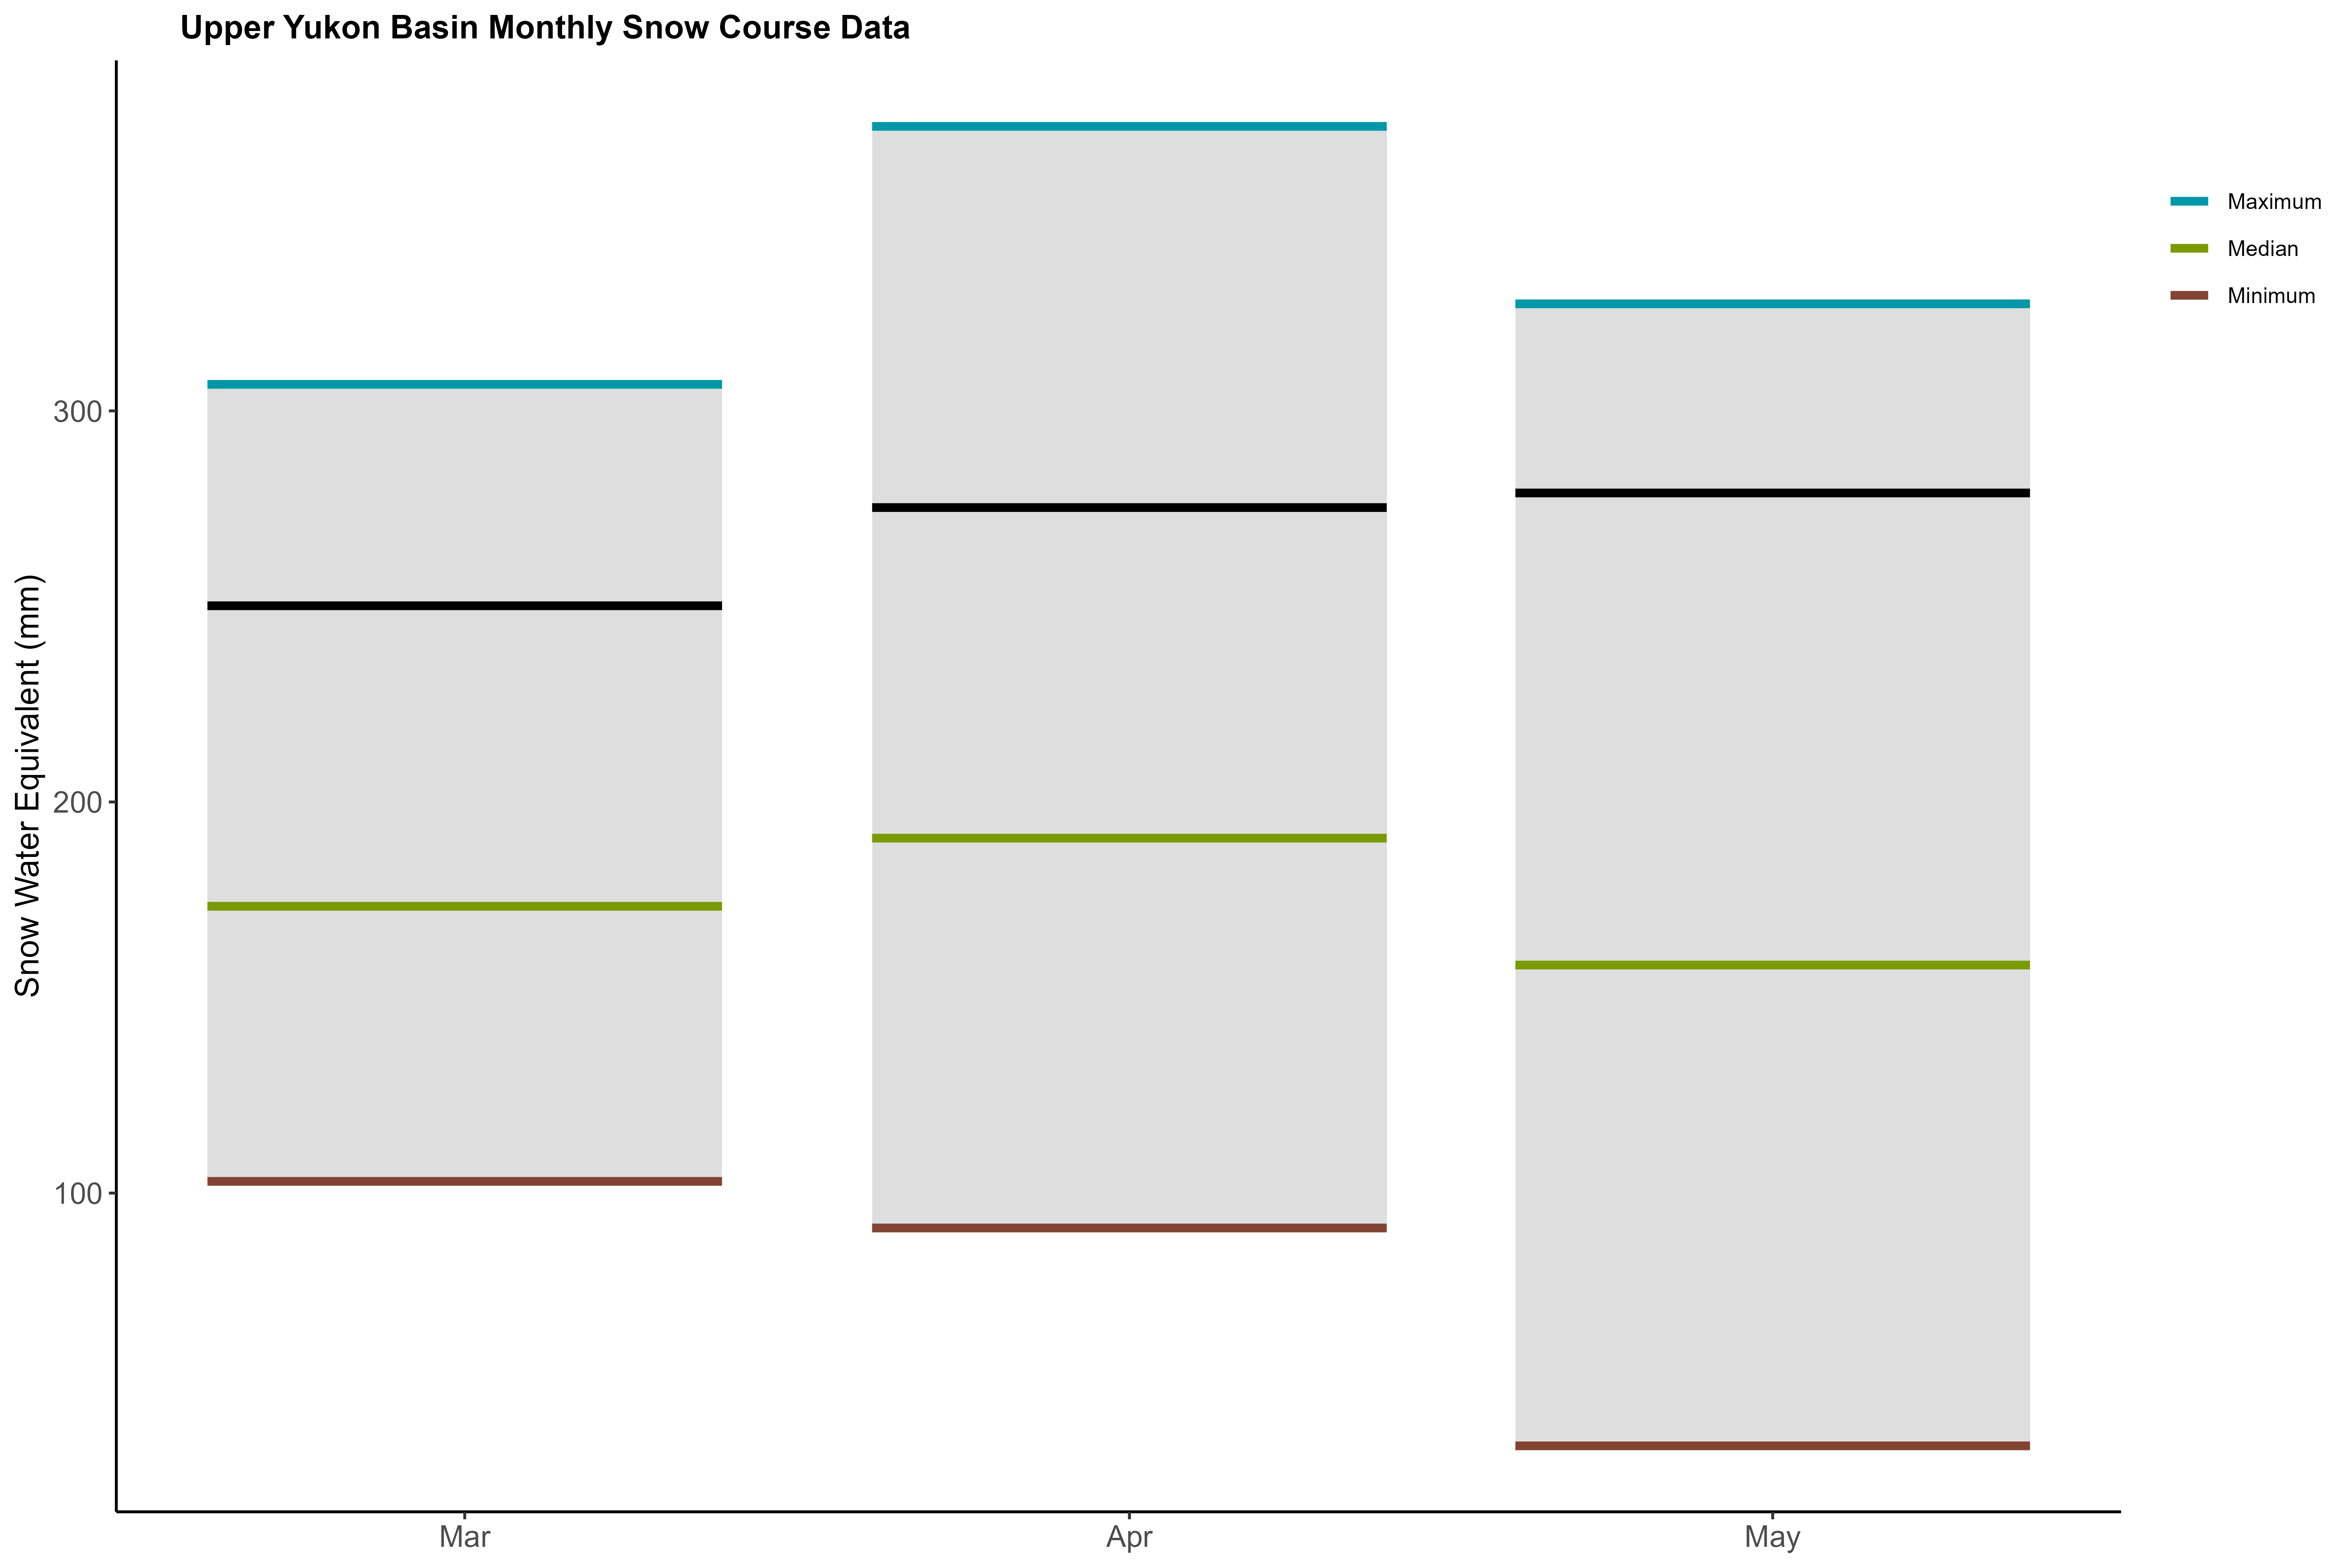 Upper Yukon Basin Monthly Snow Course Data
Snow Water Equivalent (mm)
300
200
100
Mar
Apr
May
Maximum
Median
Minimum